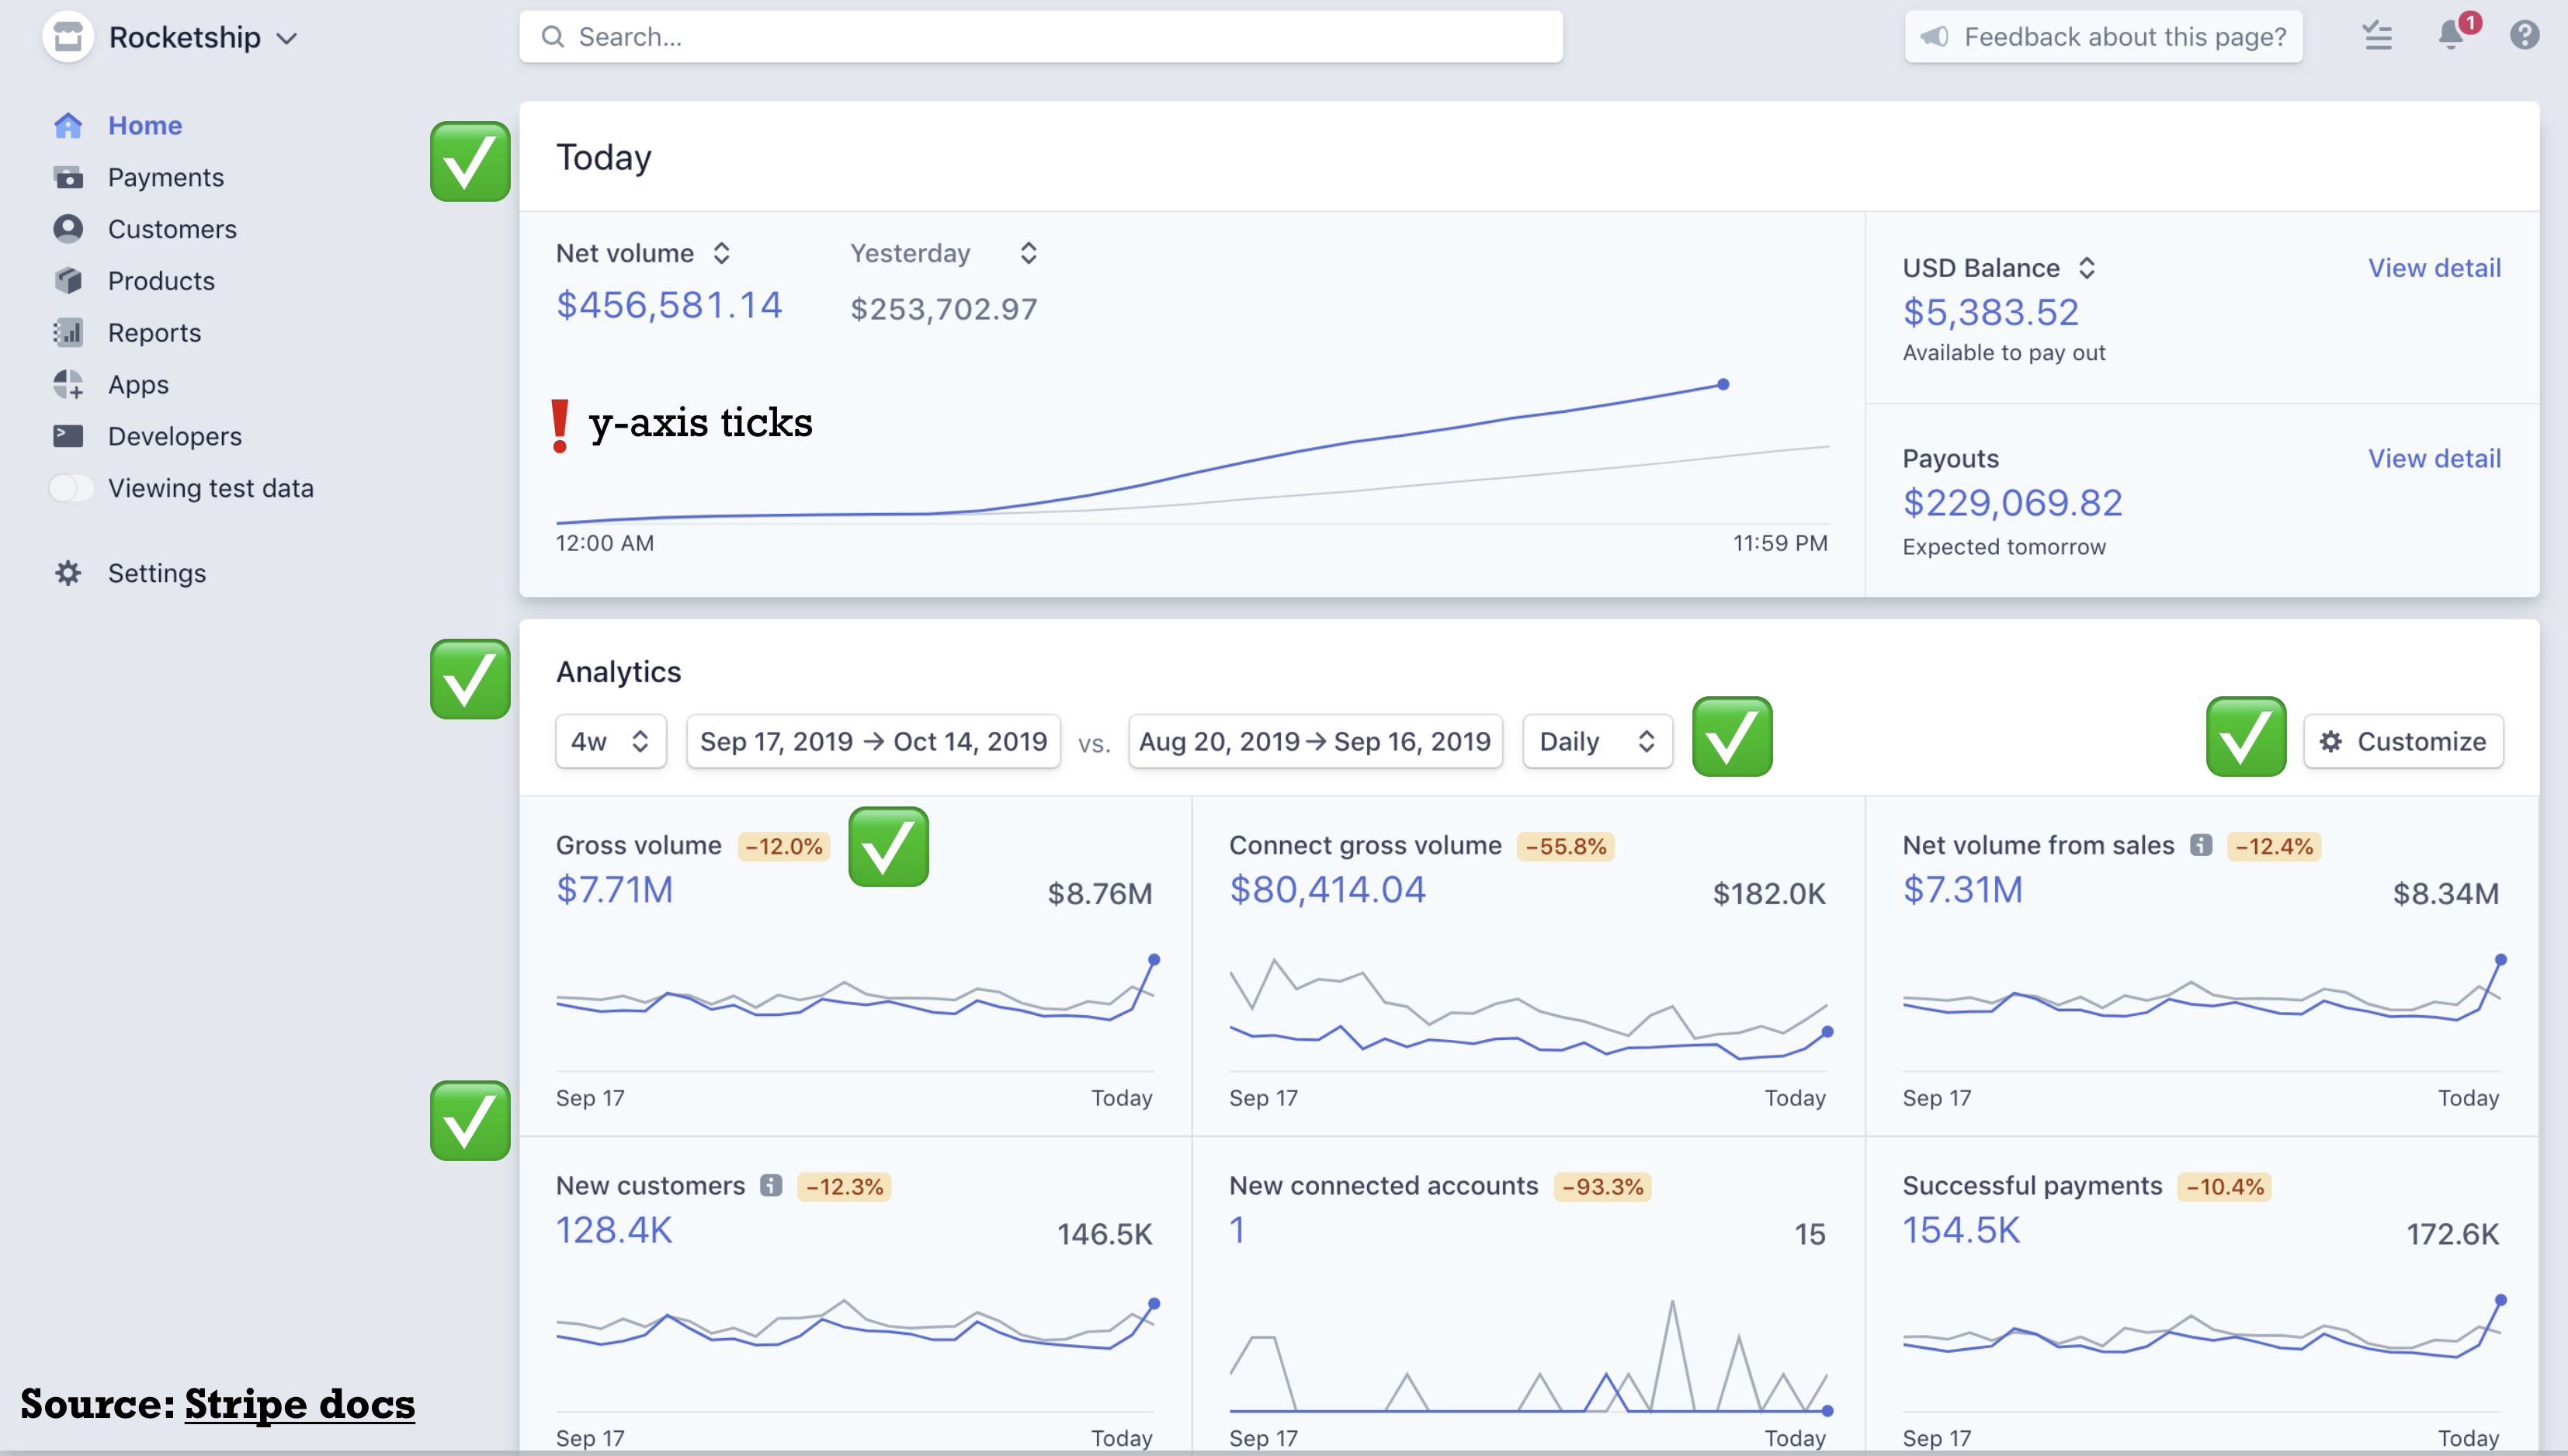 Rocketship
Search...
Feedback about this page?
1
Home
Payments
Customers
Products
Reports
Apps
Developers
Viewing test data
Settings
Today
Net volume
$456,581.14
Yesterday
$253,702.97
y-axis ticks
12:00 AM
11:59 PM
USD Balance
View detail
$5,383.52
Available to pay out
Payouts
View detail
$229,069.82
Expected tomorrow
Analytics
4w
Sep 17, 2019 → Oct 14, 2019
vs.
Aug 20, 2019 → Sep 16, 2019
Daily
Customize
Gross volume −12.0%
$7.71M
$8.76M
Sep 17
Today
Connect gross volume −55.8%
$80,414.04
$182.0K
Sep 17
Today
Net volume from sales −12.4%
$7.31M
$8.34M
Sep 17
Today
New customers −12.3%
128.4K
146.5K
Sep 17
Today
New connected accounts −93.3%
1
15
Sep 17
Today
Successful payments −10.4%
154.5K
172.6K
Sep 17
Today
Source: Stripe docs